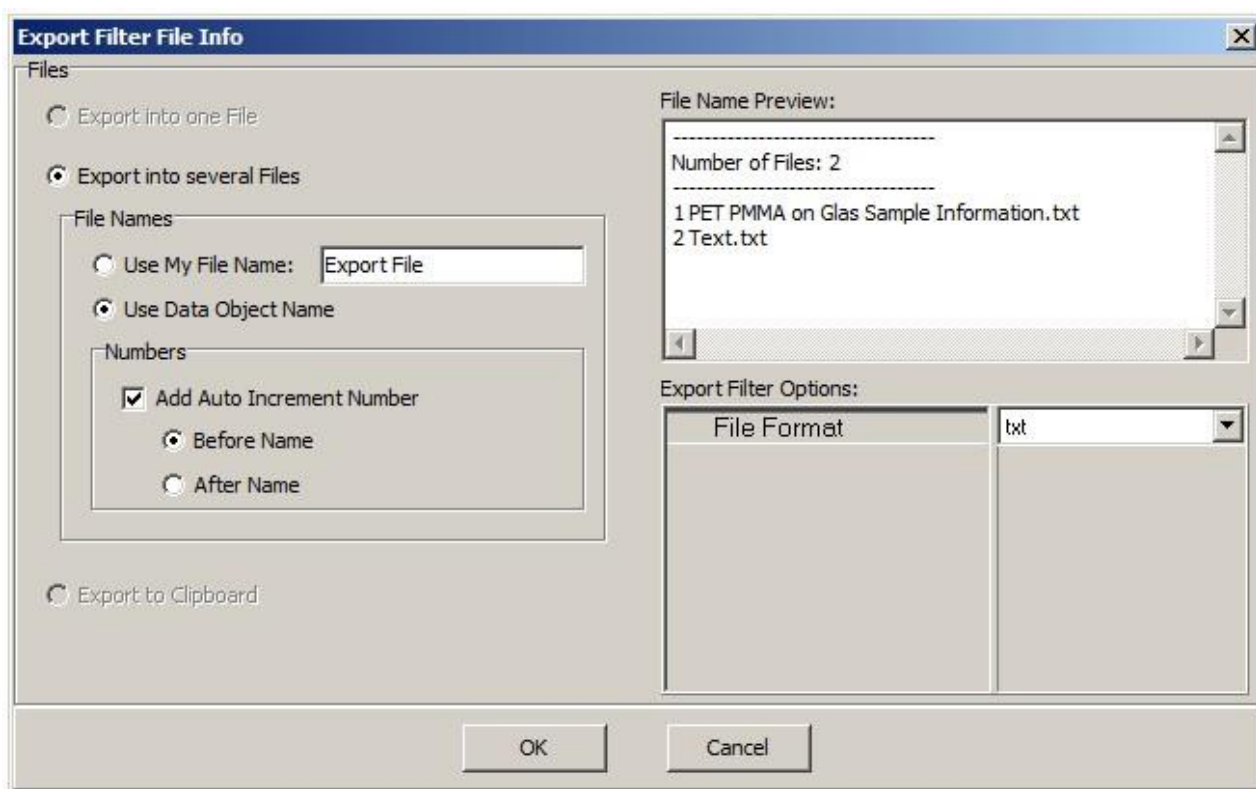 Export Filter File Info
Files
Export into one File
Export into several Files
File Names
Use My File Name: Export File
Use Data Object Name
Numbers
Add Auto Increment Number
Before Name
After Name
Export to Clipboard
File Name Preview:
-----------------------------------
Number of Files: 2
-----------------------------------
1 PET PMMA on Glas Sample Information.txt
2 Text.txt
Export Filter Options:
File Format txt
OK Cancel